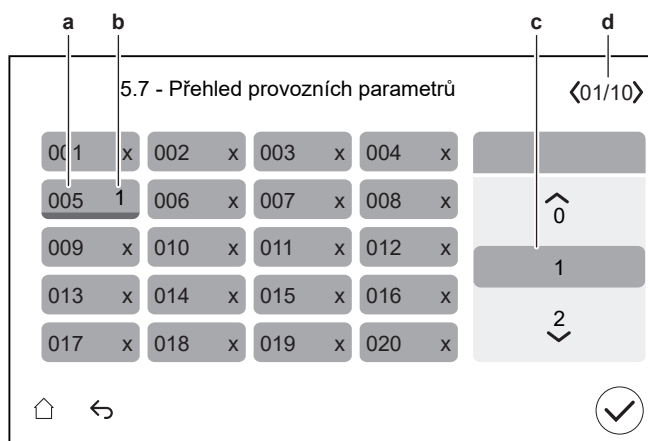 a b c d
5.7 - Přehled provozních parametrů 01/10
001 x 002 x 003 x 004 x
005 1 006 x 007 x 008 x 0
009 x 010 x 011 x 012 x 1
013 x 014 x 015 x 016 x 2
017 x 018 x 019 x 020 x